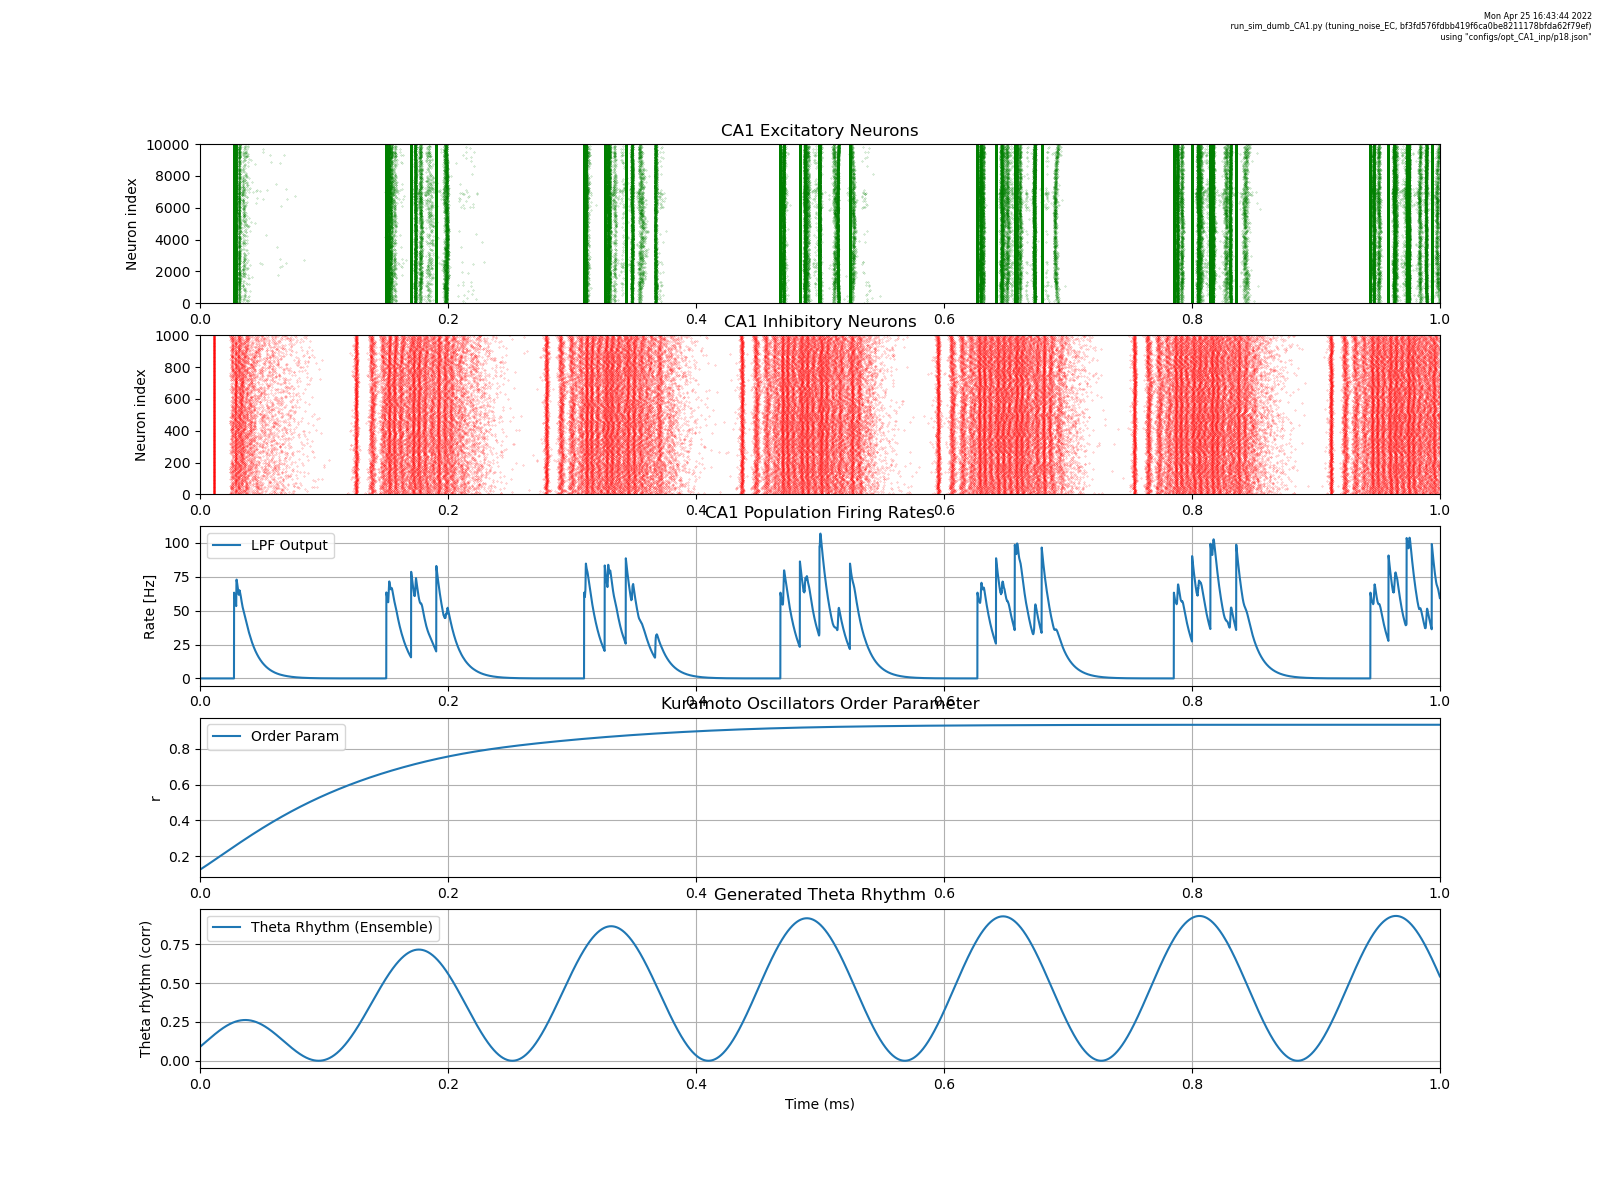 Mon Apr 25 16:43:44 2022
run_sim_dumb_CA1.py (tuning_noise_EC, bf3fd576fdbb419f6ca0be8211178bfda62f79ef)
using "configs/opt_CA1_inp/p18.json"
CA1 Excitatory Neurons
Neuron index
10000
8000
6000
4000
2000
0
0.0 0.2 0.4 0.6 0.8 1.0
CA1 Inhibitory Neurons
Neuron index
1000
800
600
400
200
0
0.0 0.2 0.4 0.6 0.8 1.0
CA1 Population Firing Rates
LPF Output
Rate [Hz]
100
75
50
25
0
0.0 0.2 0.4 0.6 0.8 1.0
Kuramoto Oscillators Order Parameter
Order Param
r
0.8
0.6
0.4
0.2
0.0 0.2 0.4 0.6 0.8 1.0
Generated Theta Rhythm
Theta Rhythm (Ensemble)
Theta rhythm (corr)
0.75
0.50
0.25
0.00
0.0 0.2 0.4 0.6 0.8 1.0
Time (ms)